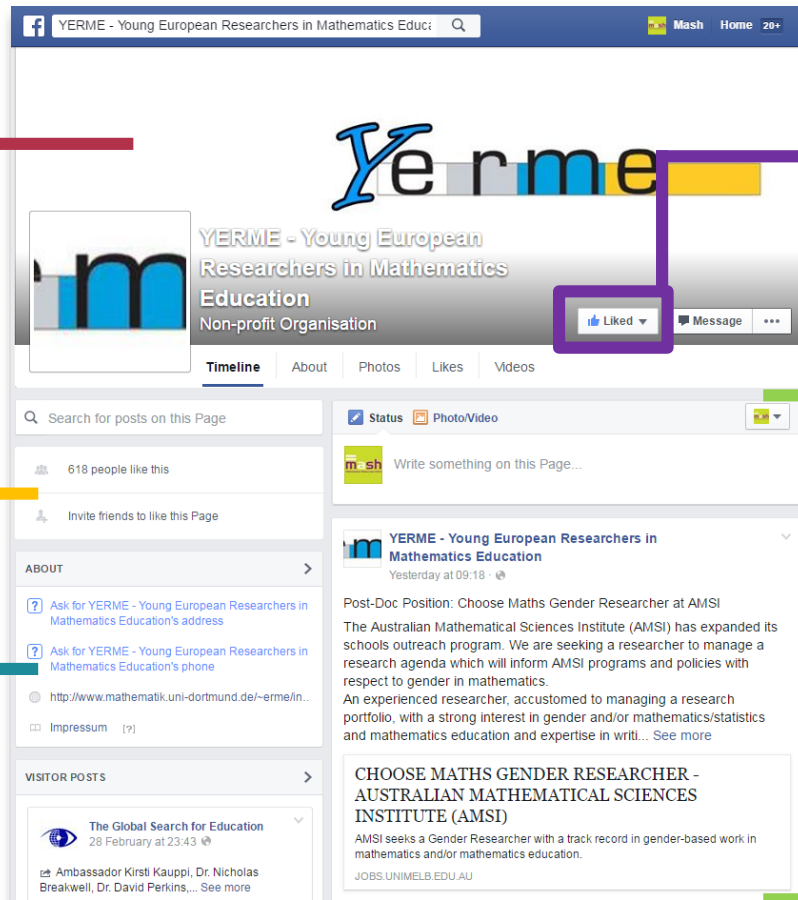 YERME - Young European Researchers in Mathematics Educ
Mash Home 20+
Yerme
YERME - Young European
Researchers in Mathematics
Education
Non-profit Organisation
Liked
Message
m
Timeline About Photos Likes Videos
Search for posts on this Page
618 people like this
Invite friends to like this Page
ABOUT
Ask for YERME - Young European Researchers in
Mathematics Education's address
Ask for YERME - Young European Researchers in
Mathematics Education's phone
http://www.mathematik.uni-dortmund.de/~erme/in...
Impressum [?]
VISITOR POSTS
The Global Search for Education
28 February at 23:43
Ambassador Kirsti Kauppi, Dr. Nicholas
Breakwell, Dr. David Perkins,... See more
Status Photo/Video
mash
Write something on this Page...
YERME - Young European Researchers in
Mathematics Education
Yesterday at 09:18 ·
Post-Doc Position: Choose Maths Gender Researcher at AMSI
The Australian Mathematical Sciences Institute (AMSI) has expanded its
schools outreach program. We are seeking a researcher to manage a
research agenda which will inform AMSI programs and policies with
respect to gender in mathematics.
An experienced researcher, accustomed to managing a research
portfolio, with a strong interest in gender and/or mathematics/statistics
and mathematics education and expertise in writi... See more
CHOOSE MATHS GENDER RESEARCHER -
AUSTRALIAN MATHEMATICAL SCIENCES
INSTITUTE (AMSI)
AMSI seeks a Gender Researcher with a track record in gender-based work in
mathematics and/or mathematics education.
JOBS.UNIMELB.EDU.AU